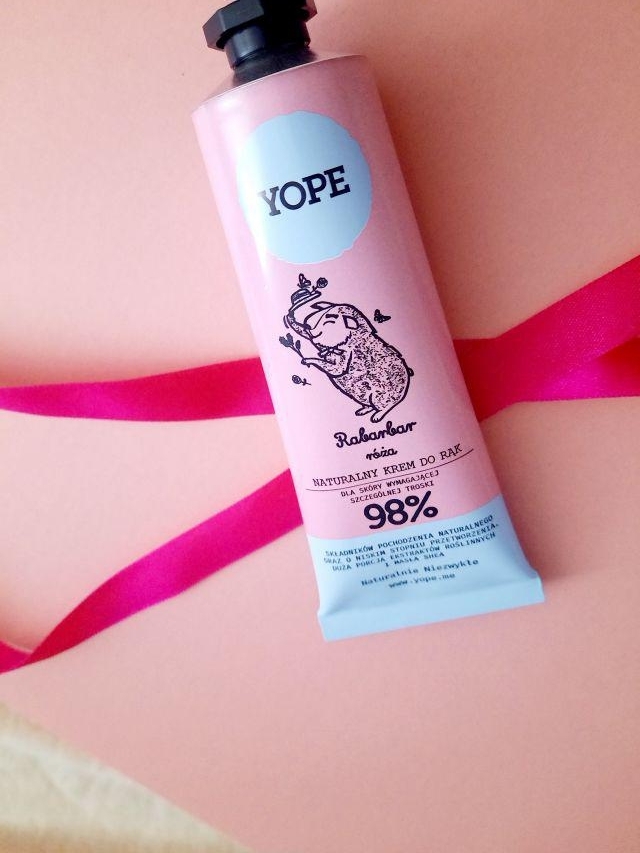 YOPE
Rabarbar
róża
NATURALNY KREM DO RĄK
DLA SKÓRY WYMAGAJĄCEJ
SZCZEGÓLNEJ TROSKI
98%
SKŁADNIKÓW POCHODZENIA NATURALNEGO
ORAZ O NISKIM STOPNIU PRZETWORZENIA,
DUŻA PORCJA EKSTRAKTÓW ROŚLINNYCH
I MASŁA SHEA
Naturalnie Niezwykłe
www.yope.me